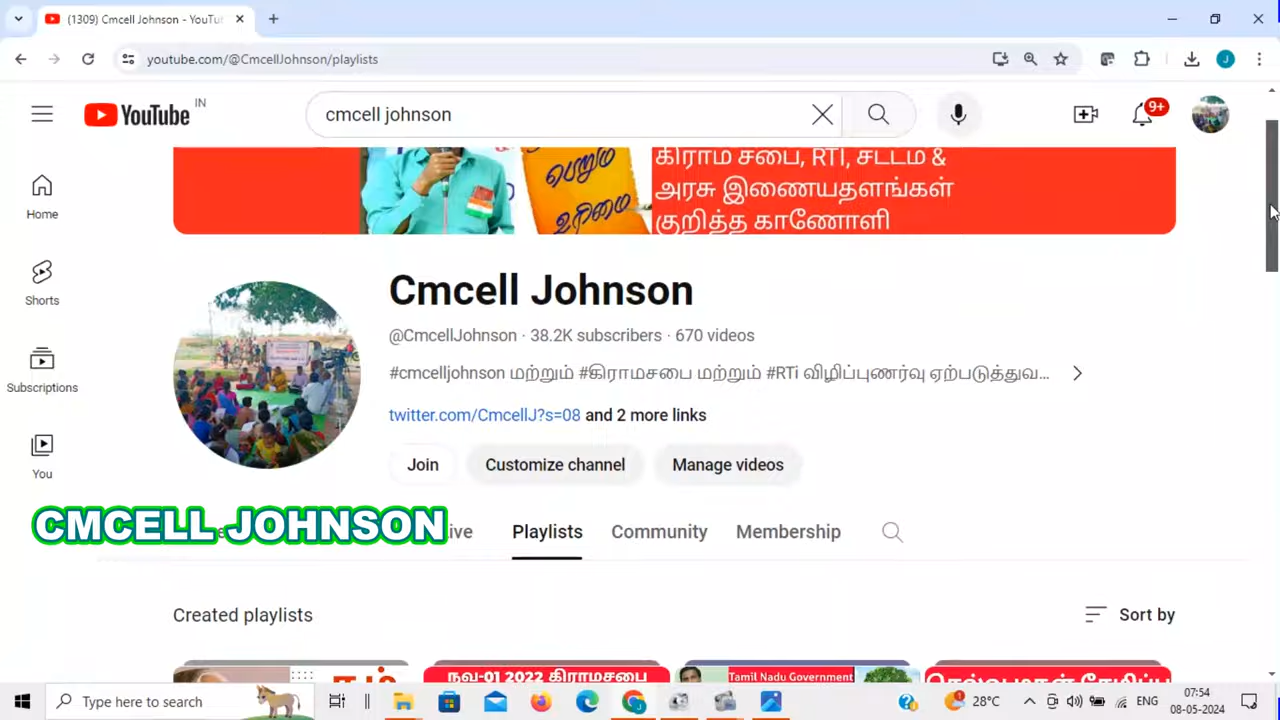 (1309) Cmcell Johnson - YouTu
youtube.com/@CmcellJohnson/playlists
YouTube IN
cmcell johnson
9+
J
பெறும்
உரிமை
கிராம சபை, RTI, சட்டம் &
அரசு இணையதளங்கள்
குறித்த காணோளி
Home
Shorts
Subscriptions
You
Cmcell Johnson
@CmcellJohnson · 38.2K subscribers · 670 videos
#cmcelljohnson மற்றும் #கிராமசபை மற்றும் #RTi விழிப்புணர்வு ஏற்படுத்துவ...
twitter.com/CmcellJ?s=08 and 2 more links
Join Customize channel Manage videos
CMCELL JOHNSON
Playlists Community Membership
Created playlists
Sort by
நவ-01 2022 கிராமசபை
Tamil Nadu Government
Type here to search
28°C
ENG
07:54
08-05-2024